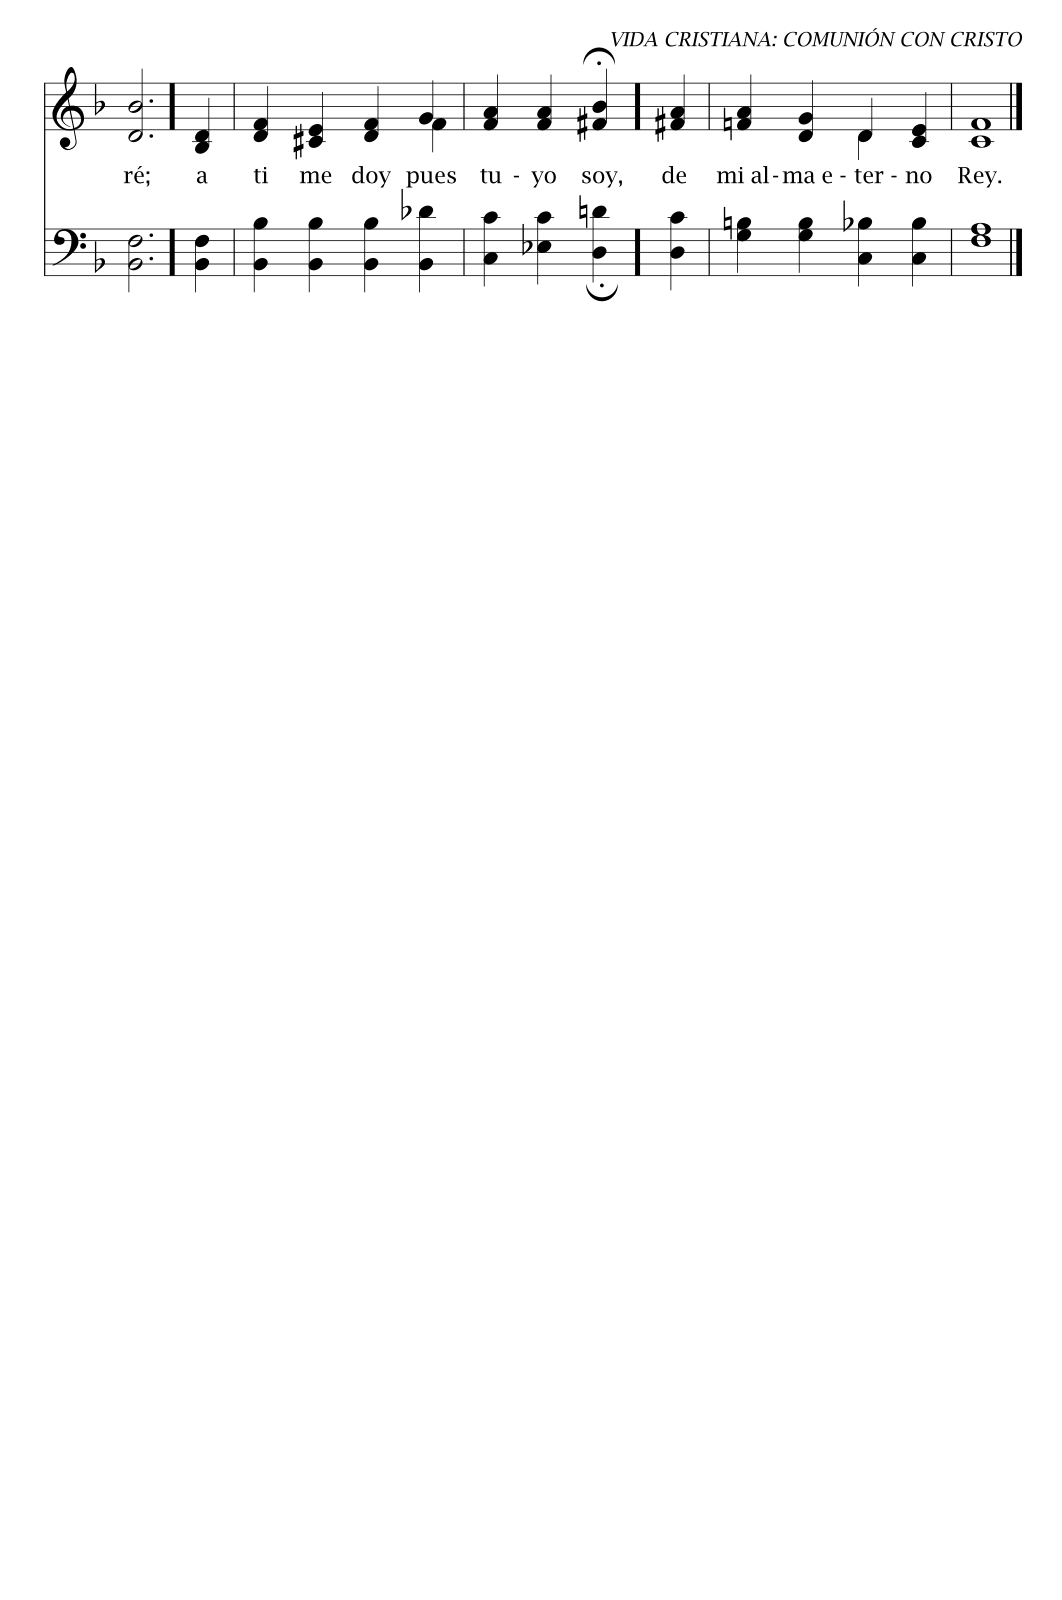 VIDA CRISTIANA: COMUNIÓN CON CRISTO
ré; a ti me doy pues tu - yo soy, de mi al - ma e - ter - no Rey.